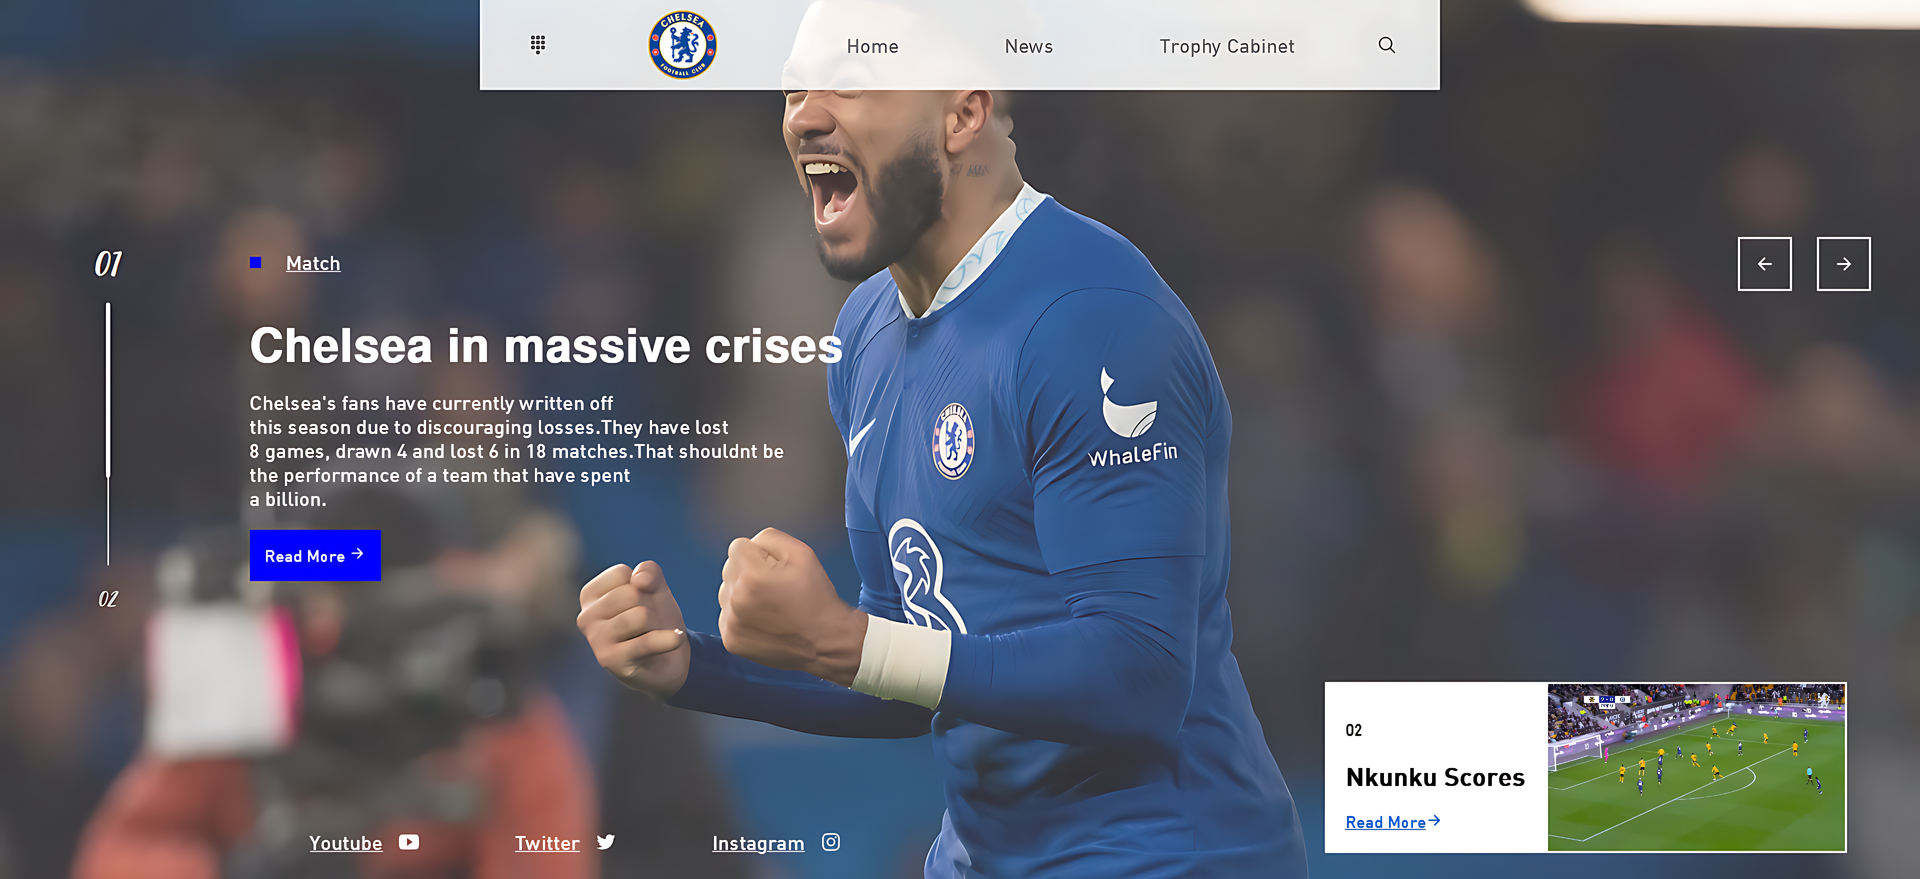 CHELSEA
FOOTBALL CLUB
Home
News
Trophy Cabinet
01
Match
Chelsea in massive crises
Chelsea's fans have currently written off
this season due to discouraging losses.They have lost
8 games, drawn 4 and lost 6 in 18 matches.That shouldnt be
the performance of a team that have spent
a billion.
Read More
02
WhaleFin
02
Nkunku Scores
Read More
Youtube
Twitter
Instagram